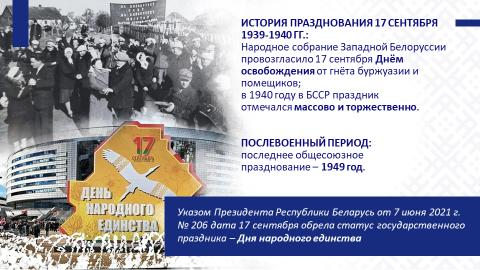 ИСТОРИЯ ПРАЗДНОВАНИЯ 17 СЕНТЯБРЯ
1939-1940 ГГ.:
Народное собрание Западной Белоруссии
провозгласило 17 сентября Днём
освобождения от гнёта буржуазии и
помещиков;
в 1940 году в БССР праздник
отмечался массово и торжественно.
ПОСЛЕВОЕННЫЙ ПЕРИОД:
последнее общесоюзное
празднование – 1949 год.
17
СЕНТЯБРЯ
ДЕНЬ
НАРОДНОГО
ЕДИНСТВА
Указом Президента Республики Беларусь от 7 июня 2021 г.
№ 206 дата 17 сентября обрела статус государственного
праздника – Дня народного единства